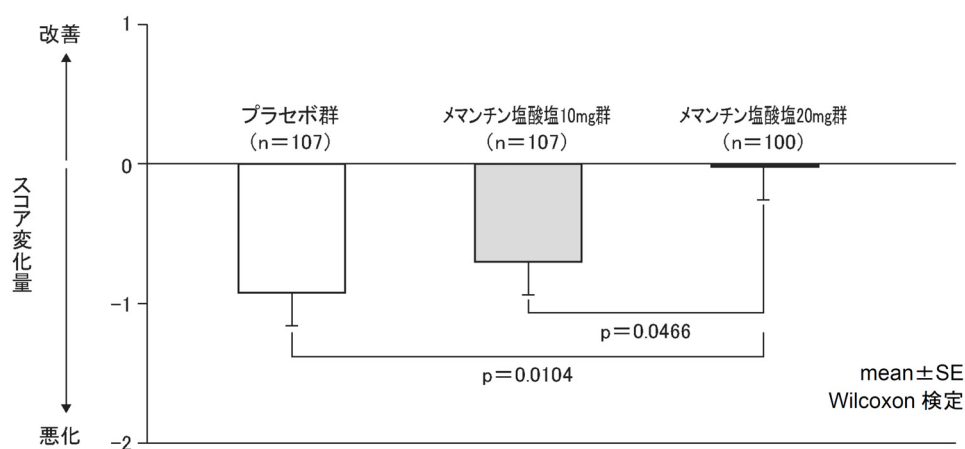 1
改善
プラセボ群
(n=107)
メマンチン塩酸塩10mg群
(n=107)
メマンチン塩酸塩20mg群
(n=100)
0
スコア変化量
-1
p=0.0466
p=0.0104
mean±SE
Wilcoxon 検定
悪化
-2